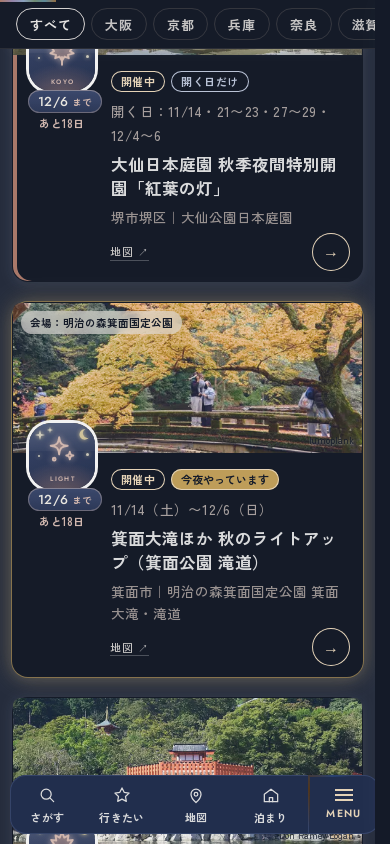 すべて
大阪
京都
兵庫
奈良
滋賀
KOYO
12/6 まで
あと18日
開催中
開く日だけ
開く日：11/14・21〜23・27〜29・
12/4〜6
大仙日本庭園 秋季夜間特別開
園「紅葉の灯」
堺市堺区｜大仙公園日本庭園
地図 ↗
→
会場：明治の森箕面国定公園
LIGHT
12/6 まで
あと18日
開催中
今夜やっています
11/14（土）〜12/6（日）
箕面大滝ほか 秋のライトアッ
プ（箕面公園 滝道）
箕面市｜明治の森箕面国定公園 箕面
大滝・滝道
地図 ↗
→
さがす
行きたい
地図
泊まり
MENU